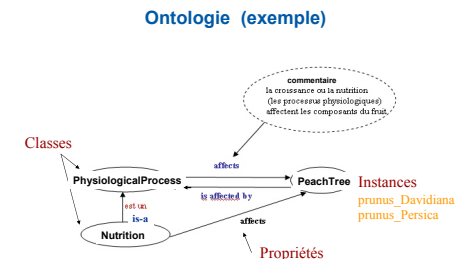 Ontologie (exemple)
commentaire
la croissance ou la nutrition
(les processus physiologiques)
affectent les composants du fruit,
Classes
affects
PhysiologicalProcess
PeachTree
Instances
is affected by
prunus_Davidiana
prunus_Persica
est un
is-a
affects
Nutrition
Propriétés